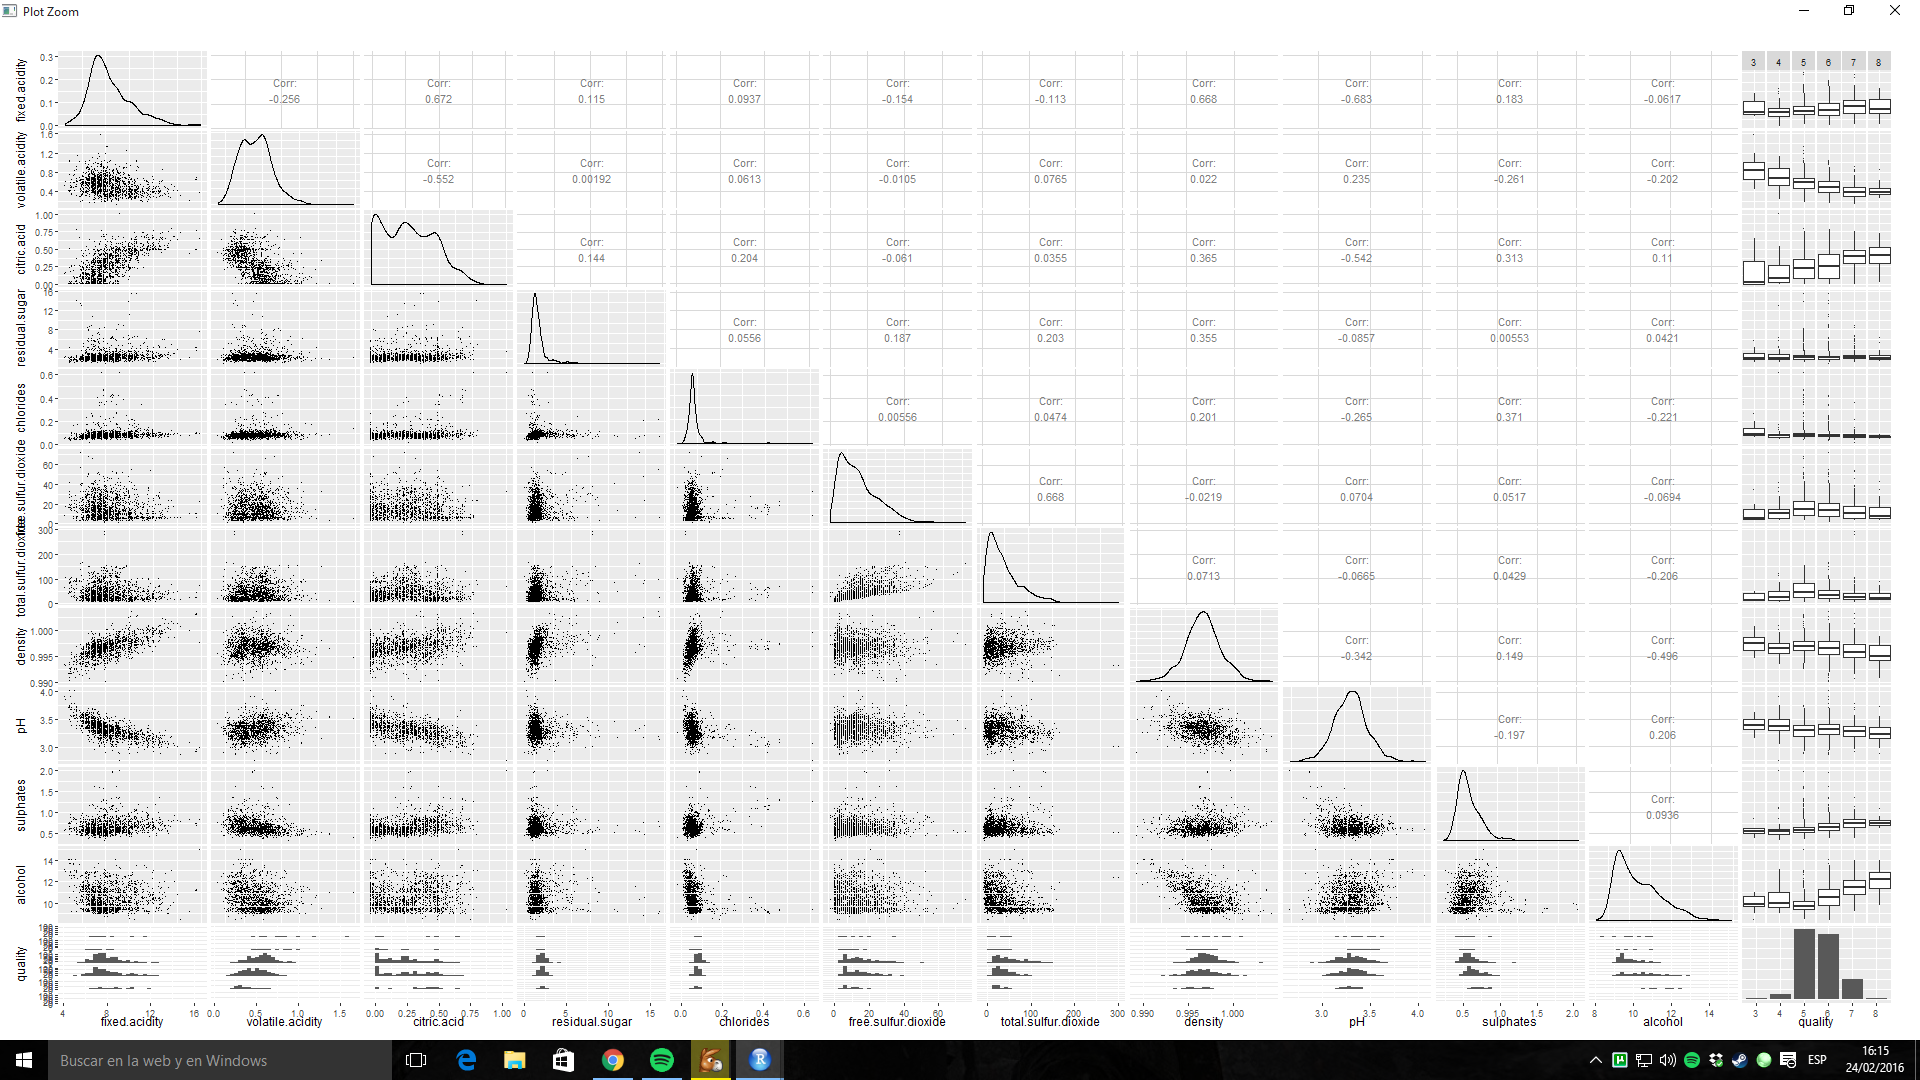 Plot Zoom
fixed.acidity
0.3
0.2
0.1
0.0
Corr:
-0.256
Corr:
0.672
Corr:
0.115
Corr:
0.0937
Corr:
-0.154
Corr:
-0.113
Corr:
0.668
Corr:
-0.683
Corr:
0.183
Corr:
-0.0617
3 4 5 6 7 8
volatile.acidity
1.6
1.2
0.8
0.4
Corr:
-0.552
Corr:
0.00192
Corr:
0.0613
Corr:
-0.0105
Corr:
0.0765
Corr:
0.022
Corr:
0.235
Corr:
-0.261
Corr:
-0.202
citric.acid
1.00
0.75
0.50
0.25
0.00
Corr:
0.144
Corr:
0.204
Corr:
-0.061
Corr:
0.0355
Corr:
0.365
Corr:
-0.542
Corr:
0.313
Corr:
0.11
residual.sugar
16
12
8
4
Corr:
0.0556
Corr:
0.187
Corr:
0.203
Corr:
0.355
Corr:
-0.0857
Corr:
0.00553
Corr:
0.0421
chlorides
0.6
0.4
0.2
0.0
Corr:
0.00556
Corr:
0.0474
Corr:
0.201
Corr:
-0.265
Corr:
0.371
Corr:
-0.221
free.sulfur.dioxide
60
40
20
0
Corr:
0.668
Corr:
-0.0219
Corr:
0.0704
Corr:
0.0517
Corr:
-0.0694
total.sulfur.dioxide
300
200
100
0
Corr:
0.0713
Corr:
-0.0665
Corr:
0.0429
Corr:
-0.206
density
1.000
0.995
0.990
Corr:
-0.342
Corr:
0.149
Corr:
-0.496
pH
4.0
3.5
3.0
Corr:
-0.197
Corr:
0.206
sulphates
2.0
1.5
1.0
0.5
Corr:
0.0936
alcohol
14
12
10
quality
4 8 12 16
0.0 0.5 1.0 1.5
0.00 0.25 0.50 0.75 1.00
0 5 10 15
0.0 0.2 0.4 0.6
0 20 40 60
0 100 200 300
0.990 0.995 1.000
3.0 3.5 4.0
0.5 1.0 1.5 2.0
8 10 12 14
3 4 5 6 7 8
fixed.acidity
volatile.acidity
citric.acid
residual.sugar
chlorides
free.sulfur.dioxide
total.sulfur.dioxide
density
pH
sulphates
alcohol
quality
Buscar en la web y en Windows
ESP
16:15
24/02/2016